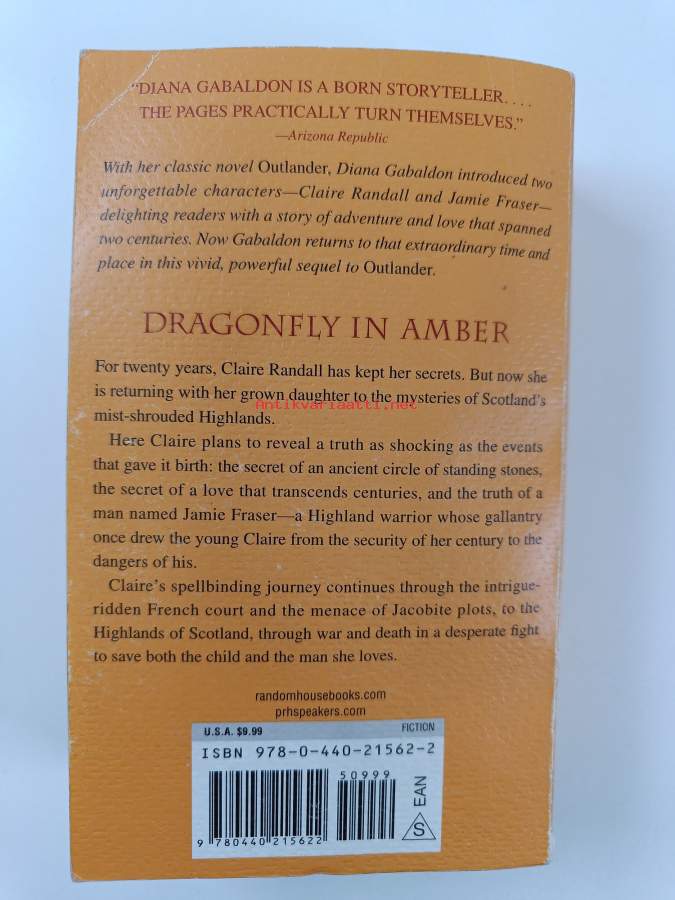 "DIANA GABALDON IS A BORN STORYTELLER. . . .
THE PAGES PRACTICALLY TURN THEMSELVES."
—Arizona Republic
With her classic novel Outlander, Diana Gabaldon introduced two
unforgettable characters—Claire Randall and Jamie Fraser—
delighting readers with a story of adventure and love that spanned
two centuries. Now Gabaldon returns to that extraordinary time and
place in this vivid, powerful sequel to Outlander.
DRAGONFLY IN AMBER
For twenty years, Claire Randall has kept her secrets. But now she
is returning with her grown daughter to the mysteries of Scotland's
Antikvariaatti.net
mist-shrouded Highlands.
Here Claire plans to reveal a truth as shocking as the events
that gave it birth: the secret of an ancient circle of standing stones,
the secret of a love that transcends centuries, and the truth of a
man named Jamie Fraser—a Highland warrior whose gallantry
once drew the young Claire from the security of her century to the
dangers of his.
Claire's spellbinding journey continues through the intrigue-
ridden French court and the menace of Jacobite plots, to the
Highlands of Scotland, through war and death in a desperate fight
to save both the child and the man she loves.
randomhousebooks.com
prhspeakers.com
U.S.A. $9.99 FICTION
ISBN 978-0-440-21562-2
50999
9 780440 215622
S EAN